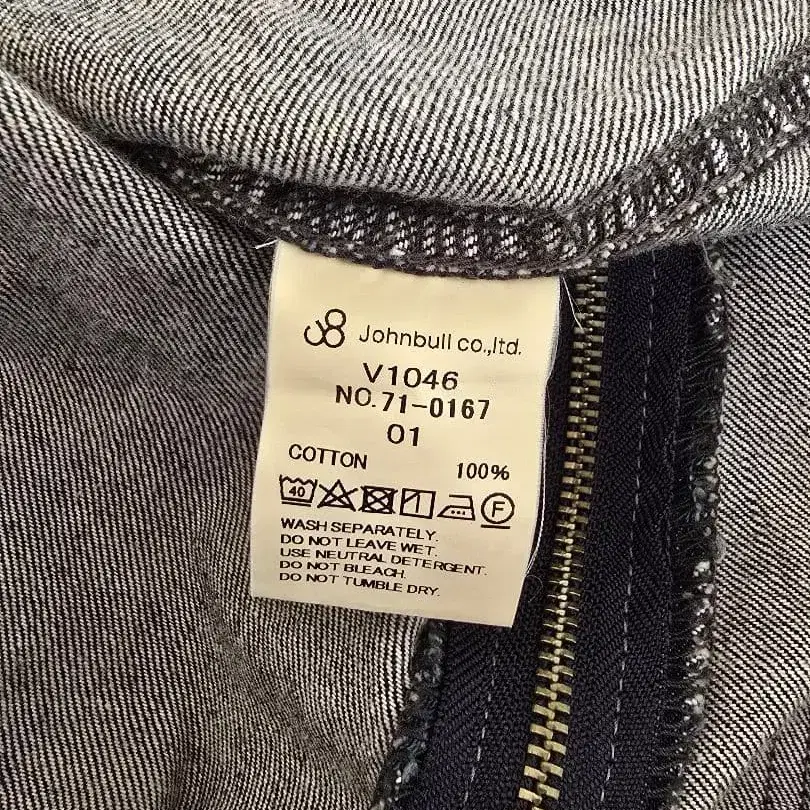 Johnbull co.,ltd.
V1046
NO.71-0167
01
COTTON 100%
40 F
WASH SEPARATELY.
DO NOT LEAVE WET.
USE NEUTRAL DETERGENT.
DO NOT BLEACH.
DO NOT TUMBLE DRY.